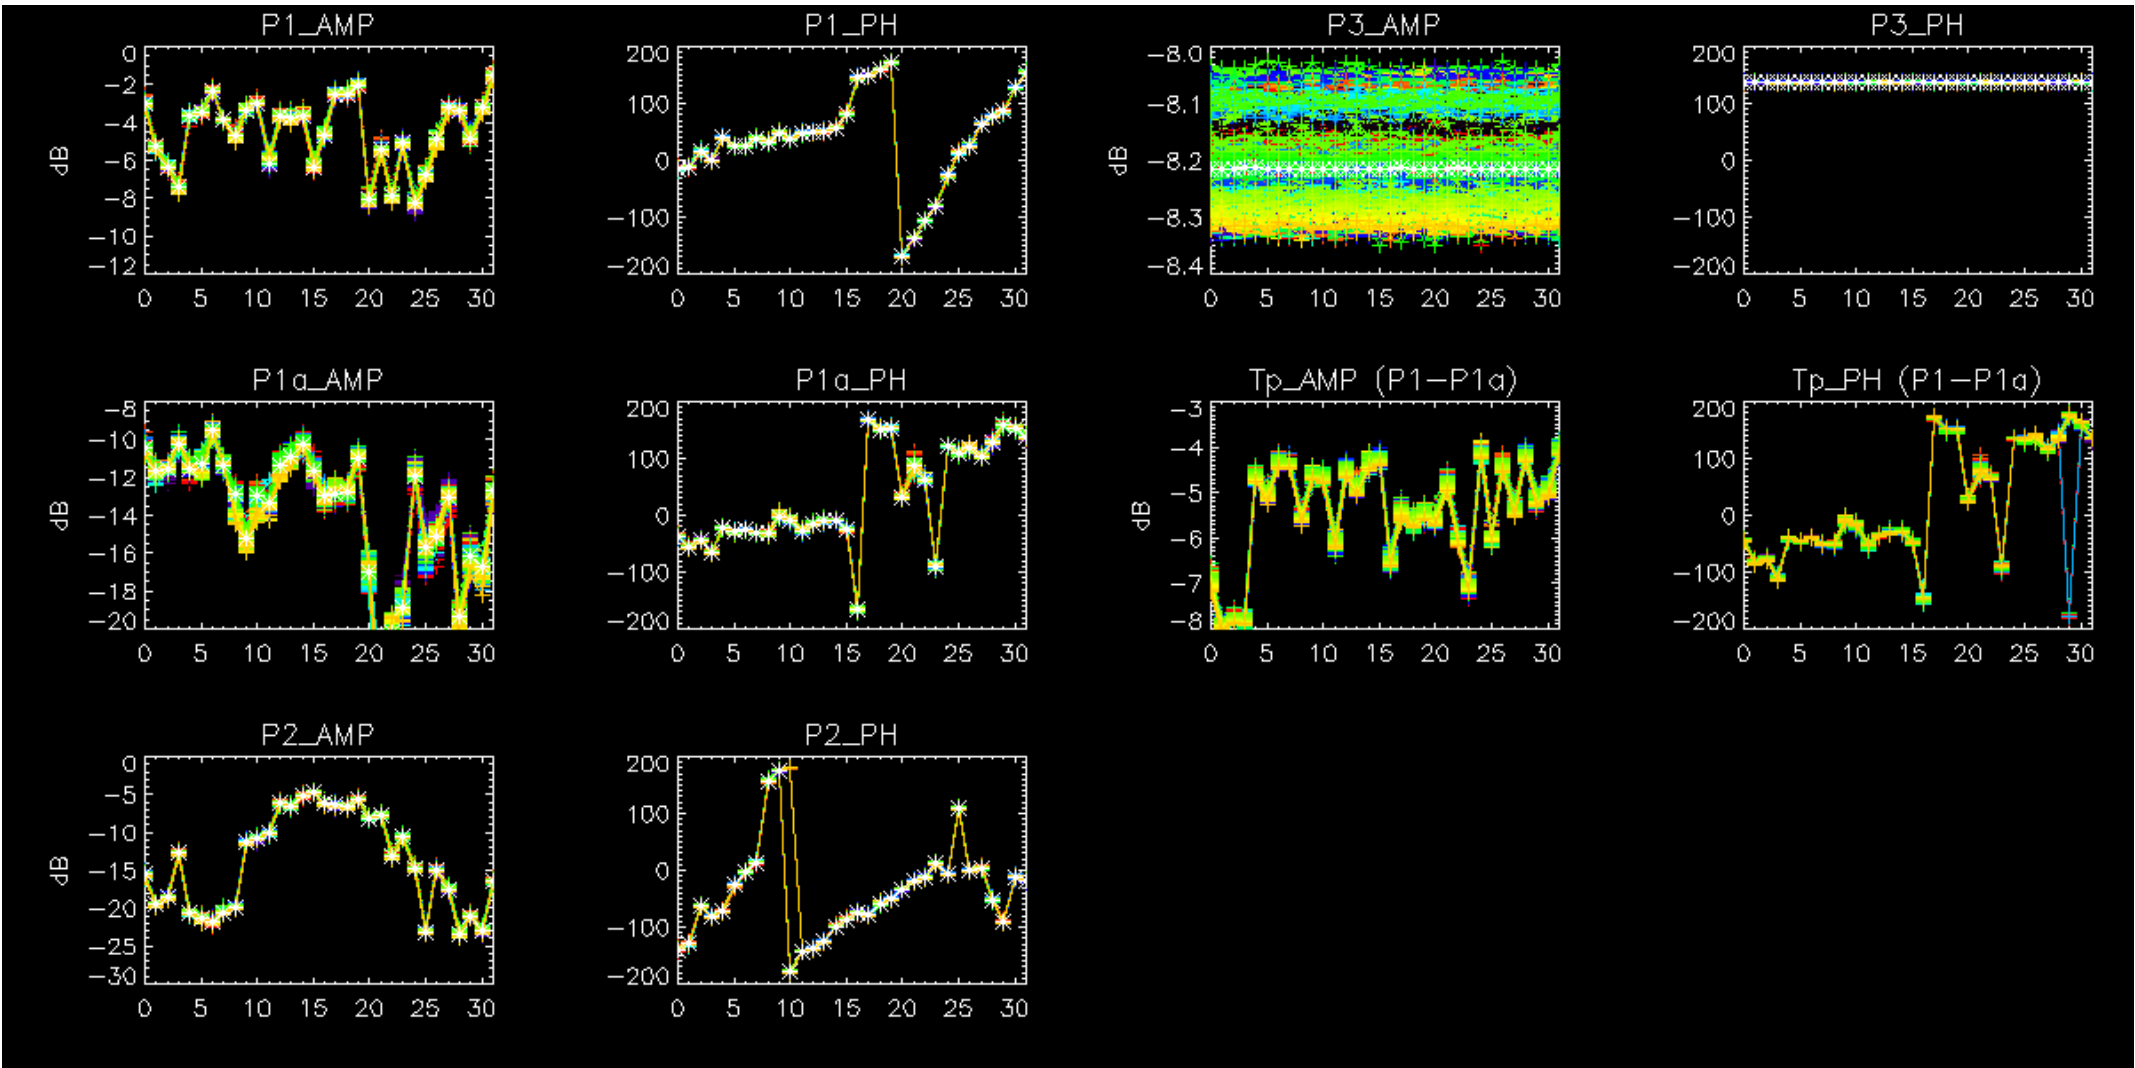 P1_AMP
P1_PH
P3_AMP
P3_PH
0
−2
−4
−6
−8
−10
−12
dB
0 5 10 15 20 25 30
200
100
0
−100
−200
0 5 10 15 20 25 30
−8.0
−8.1
−8.2
−8.3
−8.4
dB
0 5 10 15 20 25 30
200
100
0
−100
−200
0 5 10 15 20 25 30
P1a_AMP
P1a_PH
Tp_AMP (P1−P1a)
Tp_PH (P1−P1a)
−8
−10
−12
−14
−16
−18
−20
dB
0 5 10 15 20 25 30
200
100
0
−100
−200
0 5 10 15 20 25 30
−3
−4
−5
−6
−7
−8
dB
0 5 10 15 20 25 30
200
100
0
−100
−200
0 5 10 15 20 25 30
P2_AMP
P2_PH
0
−5
−10
−15
−20
−25
−30
dB
0 5 10 15 20 25 30
200
100
0
−100
−200
0 5 10 15 20 25 30